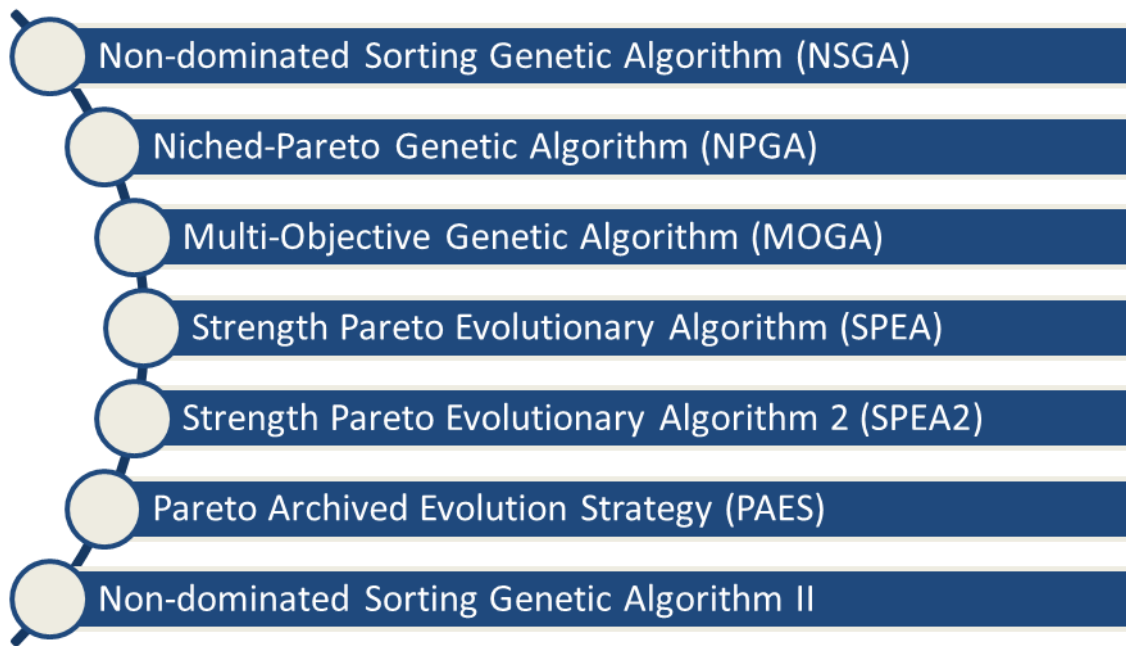 Non-dominated Sorting Genetic Algorithm (NSGA)
Niched-Pareto Genetic Algorithm (NPGA)
Multi-Objective Genetic Algorithm (MOGA)
Strength Pareto Evolutionary Algorithm (SPEA)
Strength Pareto Evolutionary Algorithm 2 (SPEA2)
Pareto Archived Evolution Strategy (PAES)
Non-dominated Sorting Genetic Algorithm II